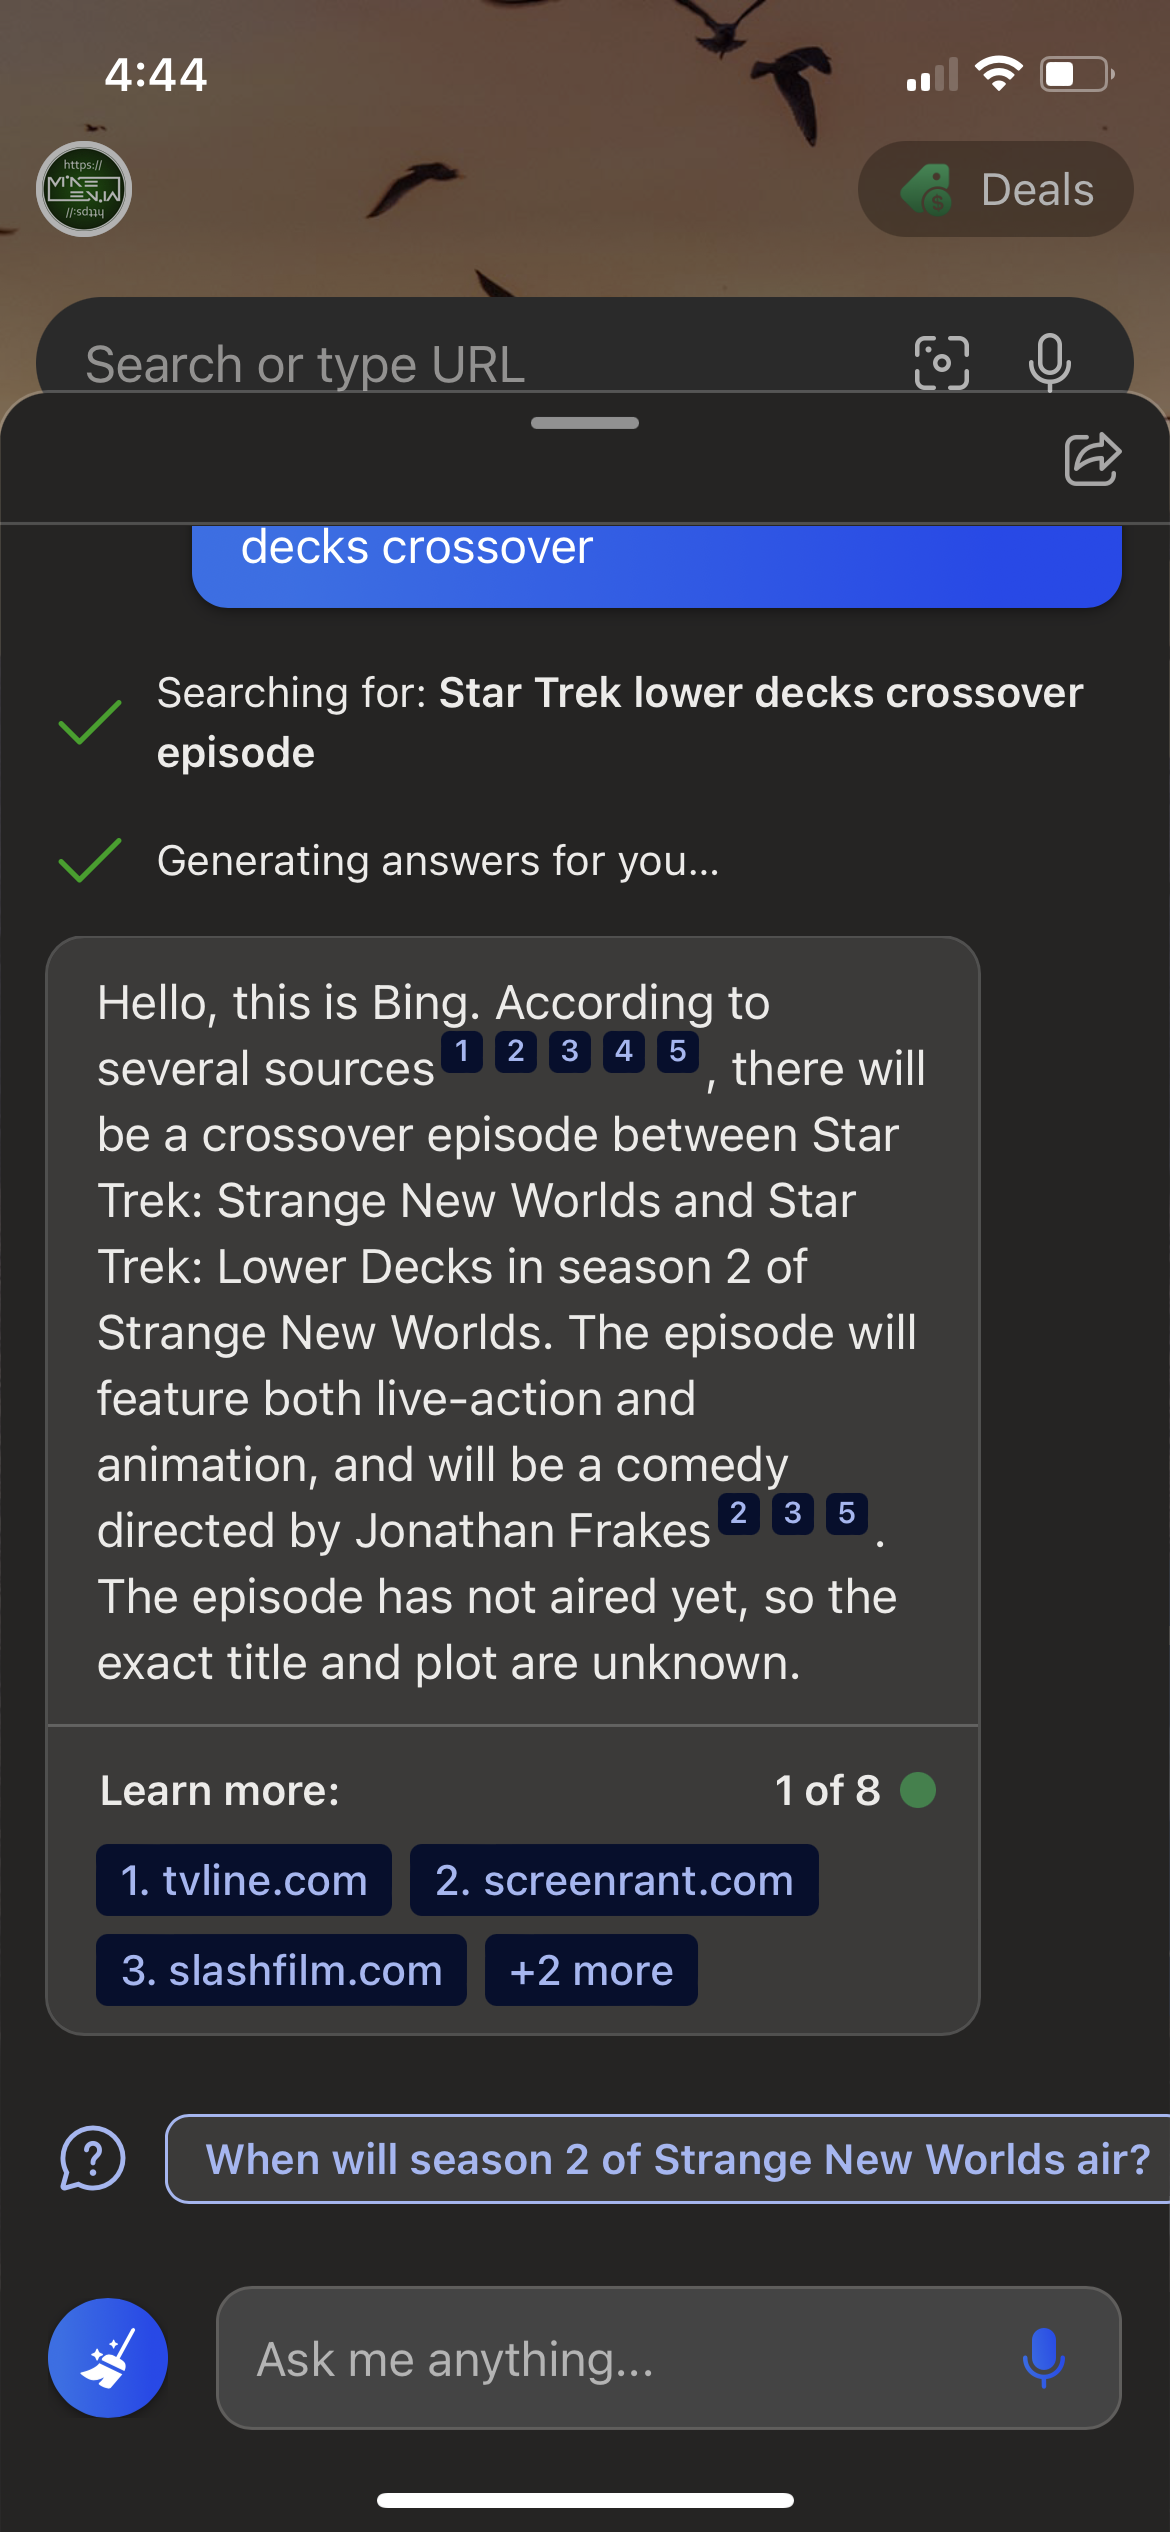 4:44
https://
MIKE
EN.IM
https://
Deals
Search or type URL
decks crossover
Searching for: Star Trek lower decks crossover
episode
Generating answers for you...
Hello, this is Bing. According to
several sources 1 2 3 4 5 , there will
be a crossover episode between Star
Trek: Strange New Worlds and Star
Trek: Lower Decks in season 2 of
Strange New Worlds. The episode will
feature both live-action and
animation, and will be a comedy
directed by Jonathan Frakes 2 3 5 .
The episode has not aired yet, so the
exact title and plot are unknown.
Learn more:
1 of 8
1. tvline.com
2. screenrant.com
3. slashfilm.com
+2 more
When will season 2 of Strange New Worlds air?
Ask me anything...